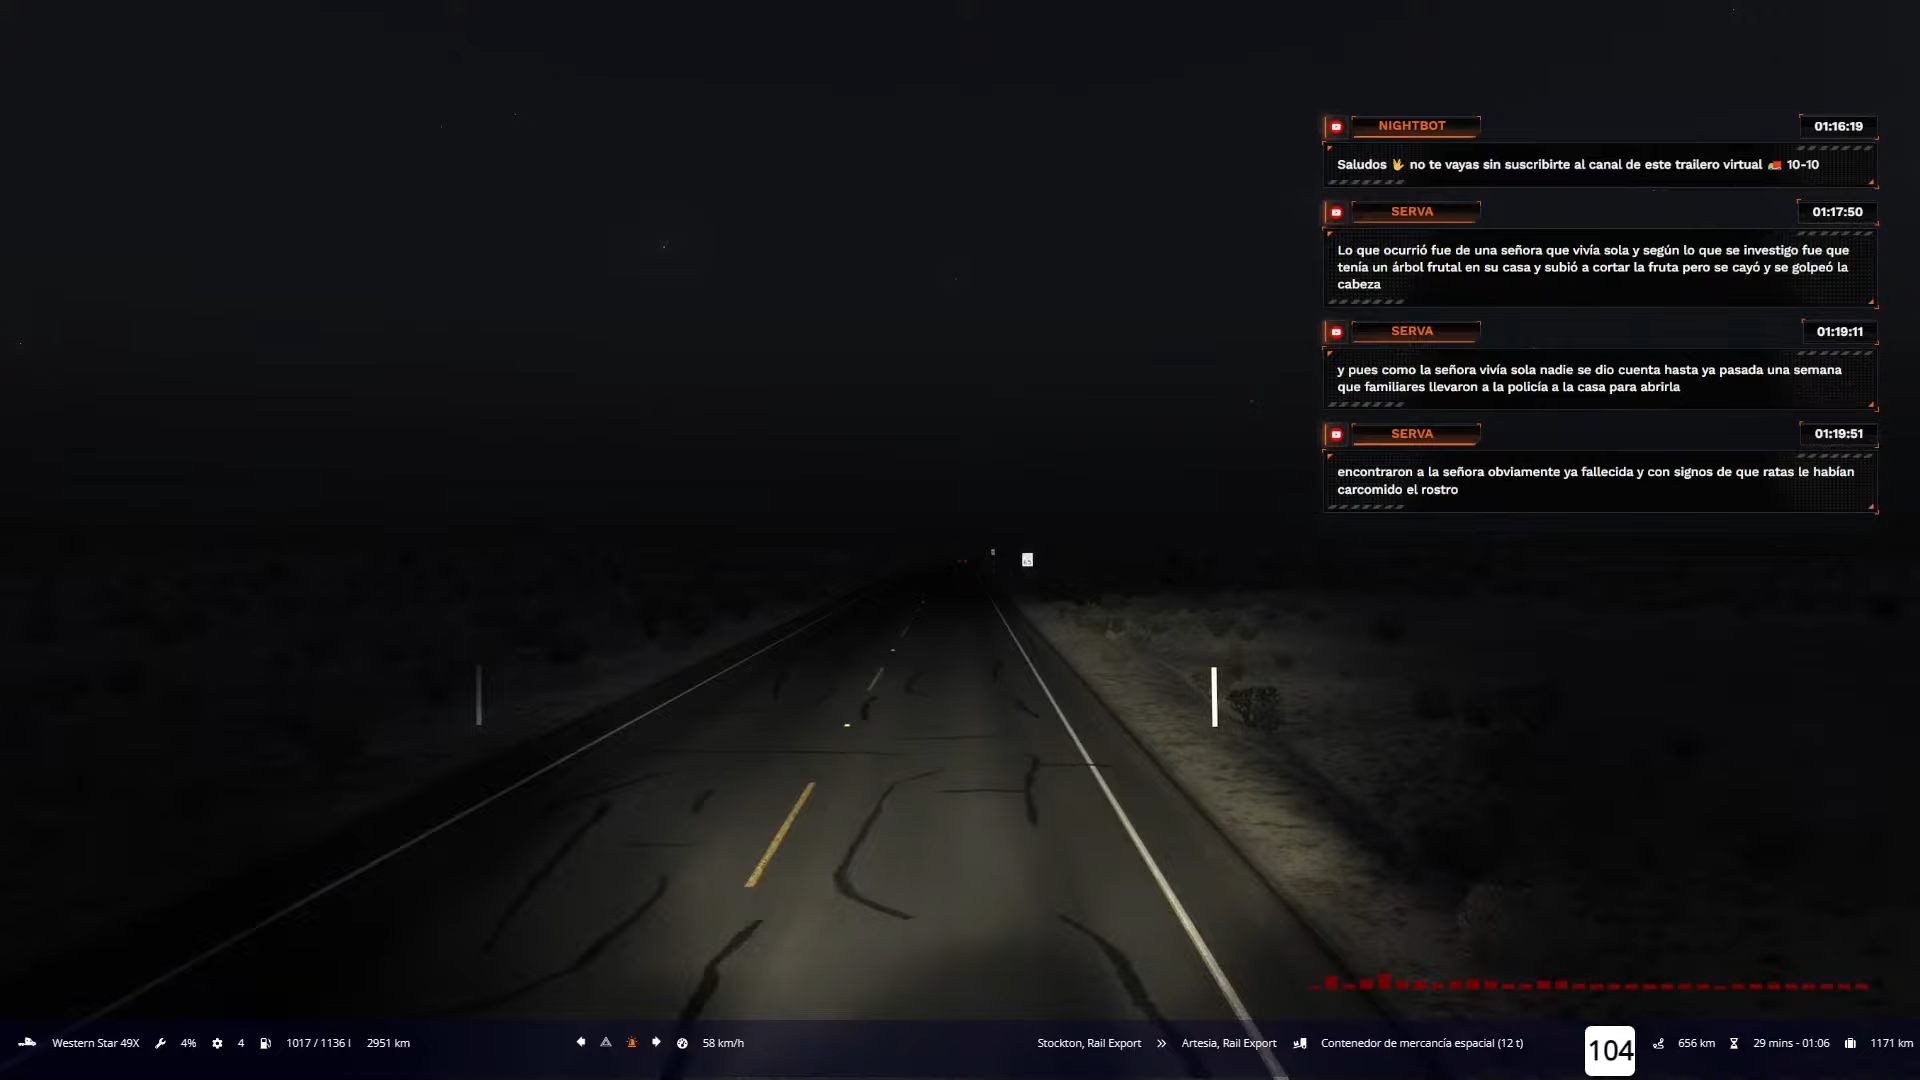 NIGHTBOT
01:16:19
Saludos 🖖 no te vayas sin suscribirte al canal de este trailero virtual 🚛 10-10
SERVA
01:17:50
Lo que ocurrió fue de una señora que vivía sola y según lo que se investigo fue que
tenía un árbol frutal en su casa y subió a cortar la fruta pero se cayó y se golpeó la
cabeza
SERVA
01:19:11
y pues como la señora vivía sola nadie se dio cuenta hasta ya pasada una semana
que familiares llevaron a la policía a la casa para abrirla
SERVA
01:19:51
encontraron a la señora obviamente ya fallecida y con signos de que ratas le habían
carcomido el rostro
Western Star 49X 4% 4 1017 / 1136 l 2951 km 58 km/h Stockton, Rail Export Artesia, Rail Export Contenedor de mercancía espacial (12 t) 104 656 km 29 mins - 01:06 1171 km